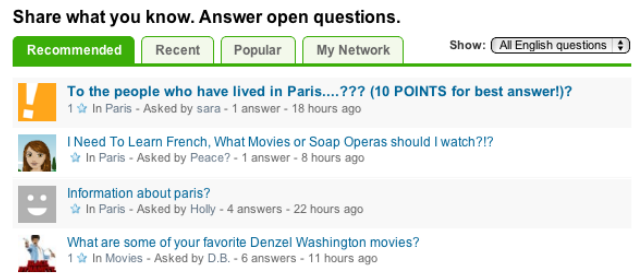 Share what you know. Answer open questions.
Recommended Recent Popular My Network Show: All English questions
To the people who have lived in Paris....??? (10 POINTS for best answer!)?
1 ☆ In Paris - Asked by sara - 1 answer - 18 hours ago
I Need To Learn French, What Movies or Soap Operas should I watch?!?
☆ In Paris - Asked by Peace? - 1 answer - 8 hours ago
Information about paris?
☆ In Paris - Asked by Holly - 4 answers - 22 hours ago
What are some of your favorite Denzel Washington movies?
1 ☆ In Movies - Asked by D.B. - 6 answers - 11 hours ago